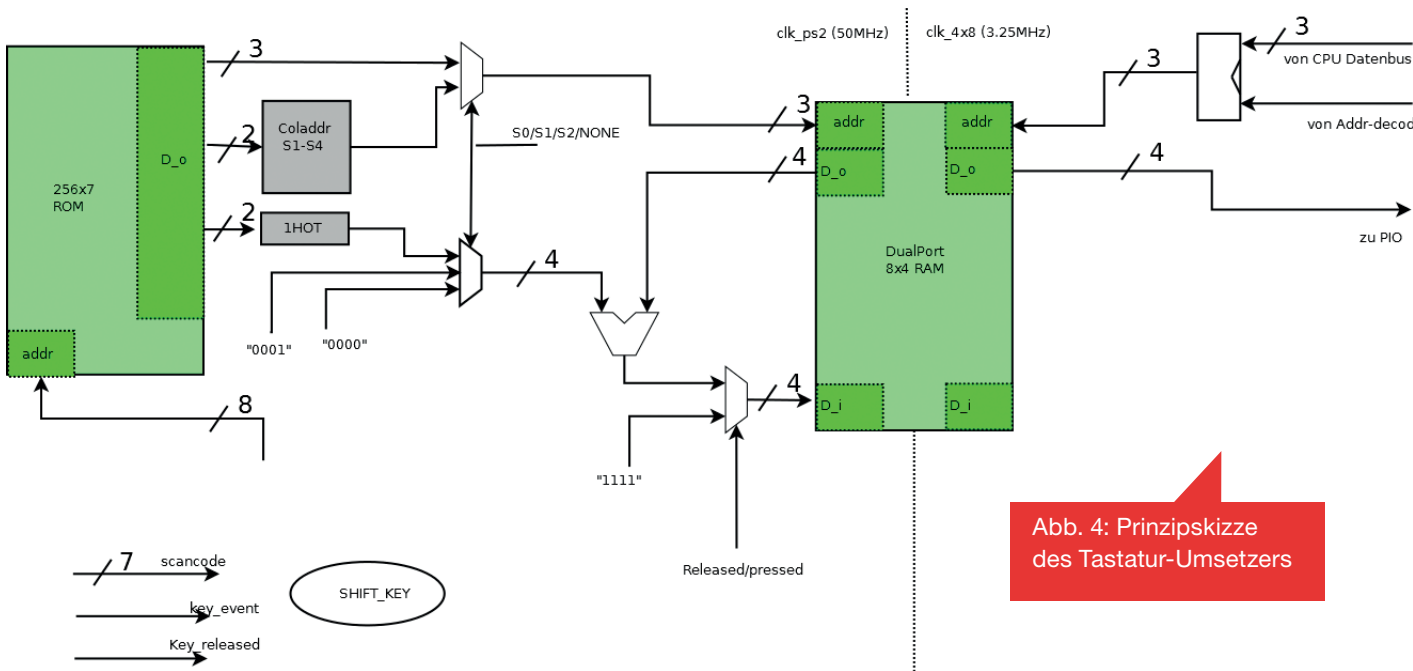 clk_ps2 (50MHz)
clk_4x8 (3.25MHz)
3
3
von CPU Datenbus
3
von Addr-decod
3
addr
addr
2
Coladdr
S1-S4
S0/S1/S2/NONE
D_o
4
D_o
D_o
4
256x7
ROM
2
1HOT
zu PIO
DualPort
8x4 RAM
4
"0001"
"0000"
addr
4
D_i
D_i
8
"1111"
Abb. 4: Prinzipskizze
des Tastatur-Umsetzers
7
scancode
Released/pressed
SHIFT_KEY
key_event
Key_released